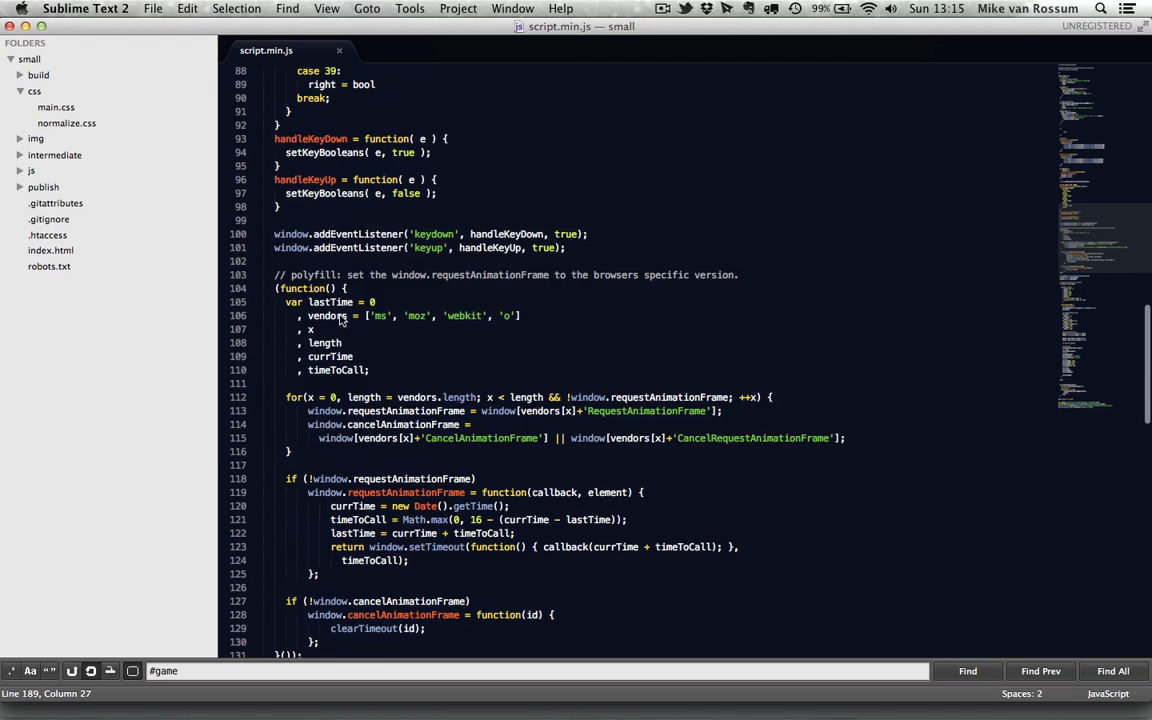 Sublime Text 2 File Edit Selection Find View Goto Tools Project Window Help 99% Sun 13:15 Mike van Rossum
script.min.js — small UNREGISTERED
FOLDERS
small
build
css
main.css
normalize.css
img
intermediate
js
publish
.gitattributes
.gitignore
.htaccess
index.html
robots.txt
script.min.js ×
88 case 39:
89 right = bool
90 break;
91 }
92 }
93 handleKeyDown = function( e ) {
94 setKeyBooleans( e, true );
95 }
96 handleKeyUp = function( e ) {
97 setKeyBooleans( e, false );
98 }
99
100 window.addEventListener('keydown', handleKeyDown, true);
101 window.addEventListener('keyup', handleKeyUp, true);
102
103 // polyfill: set the window.requestAnimationFrame to the browsers specific version.
104 (function() {
105 var lastTime = 0
106 , vendors = ['ms', 'moz', 'webkit', 'o']
107 , x
108 , length
109 , currTime
110 , timeToCall;
111
112 for(x = 0, length = vendors.length; x < length && !window.requestAnimationFrame; ++x) {
113 window.requestAnimationFrame = window[vendors[x]+'RequestAnimationFrame'];
114 window.cancelAnimationFrame =
115 window[vendors[x]+'CancelAnimationFrame'] || window[vendors[x]+'CancelRequestAnimationFrame'];
116 }
117
118 if (!window.requestAnimationFrame)
119 window.requestAnimationFrame = function(callback, element) {
120 currTime = new Date().getTime();
121 timeToCall = Math.max(0, 16 - (currTime - lastTime));
122 lastTime = currTime + timeToCall;
123 return window.setTimeout(function() { callback(currTime + timeToCall); },
124 timeToCall);
125 };
126
127 if (!window.cancelAnimationFrame)
128 window.cancelAnimationFrame = function(id) {
129 clearTimeout(id);
130 };
131 }());
.* Aa “ ” #game Find Find Prev Find All
Line 189, Column 27 Spaces: 2 JavaScript